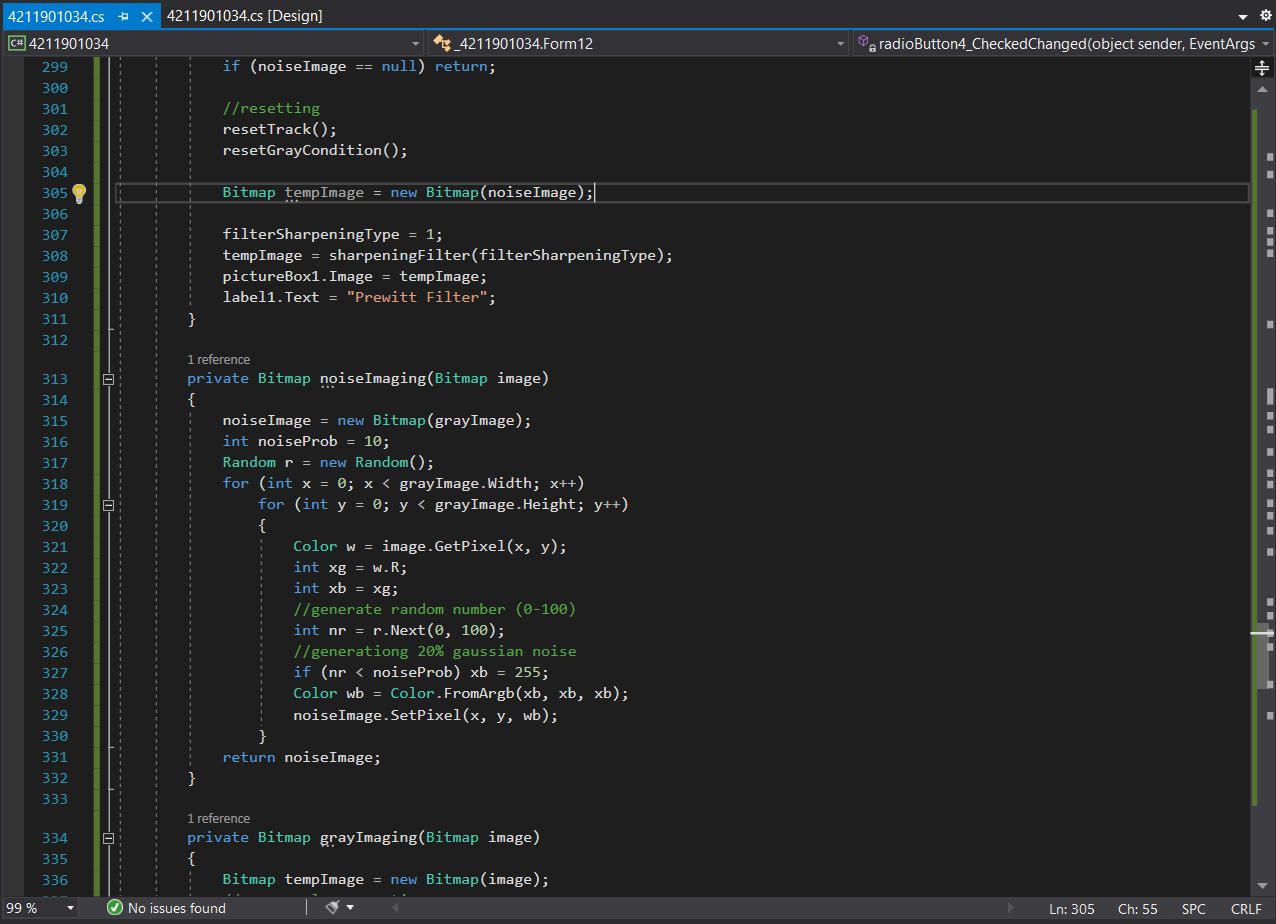 4211901034.cs
4211901034.cs [Design]
C# 4211901034
_4211901034.Form12
radioButton4_CheckedChanged(object sender, EventArgs
299 if (noiseImage == null) return;
300
301 //resetting
302 resetTrack();
303 resetGrayCondition();
304
305 Bitmap tempImage = new Bitmap(noiseImage);
306
307 filterSharpeningType = 1;
308 tempImage = sharpeningFilter(filterSharpeningType);
309 pictureBox1.Image = tempImage;
310 label1.Text = "Prewitt Filter";
311 }
312
1 reference
313 private Bitmap noiseImaging(Bitmap image)
314 {
315 noiseImage = new Bitmap(grayImage);
316 int noiseProb = 10;
317 Random r = new Random();
318 for (int x = 0; x < grayImage.Width; x++)
319 for (int y = 0; y < grayImage.Height; y++)
320 {
321 Color w = image.GetPixel(x, y);
322 int xg = w.R;
323 int xb = xg;
324 //generate random number (0-100)
325 int nr = r.Next(0, 100);
326 //generationg 20% gaussian noise
327 if (nr < noiseProb) xb = 255;
328 Color wb = Color.FromArgb(xb, xb, xb);
329 noiseImage.SetPixel(x, y, wb);
330 }
331 return noiseImage;
332 }
333
1 reference
334 private Bitmap grayImaging(Bitmap image)
335 {
336 Bitmap tempImage = new Bitmap(image);
99 %
No issues found
Ln: 305
Ch: 55
SPC
CRLF